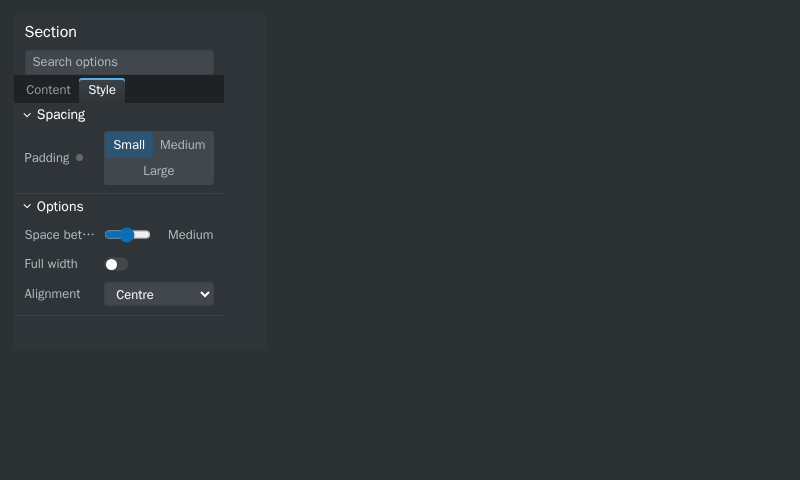 Section
Search options
Content Style
Spacing
Small Medium
Padding
Large
Options
Space bet··· Medium
Full width
Alignment Centre